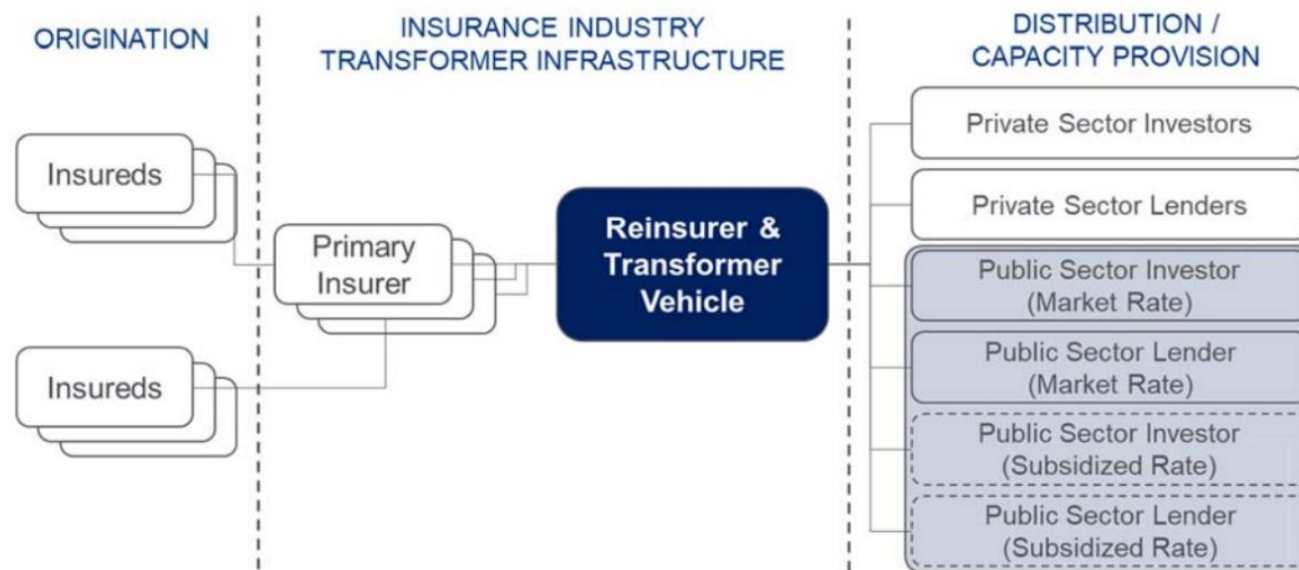 ORIGINATION
INSURANCE INDUSTRY
TRANSFORMER INFRASTRUCTURE
DISTRIBUTION /
CAPACITY PROVISION
Insureds
Insureds
Primary
Insurer
Reinsurer &
Transformer
Vehicle
Private Sector Investors
Private Sector Lenders
Public Sector Investor
(Market Rate)
Public Sector Lender
(Market Rate)
Public Sector Investor
(Subsidized Rate)
Public Sector Lender
(Subsidized Rate)